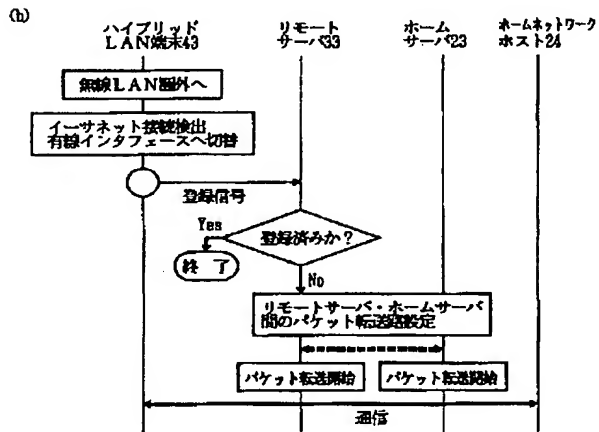 (b)
ハイブリッド
LAN端末43
リモート
サーバ33
ホーム
サーバ23
ホームネットワーク
ホスト24
無線LAN圏外へ
イーサネット接続検出
有線インタフェースへ切替
登録信号
Yes
登録済みか?
終 了
No
リモートサーバ・ホームサーバ
間のパケット転送路設定
パケット転送開始
パケット転送開始
通信